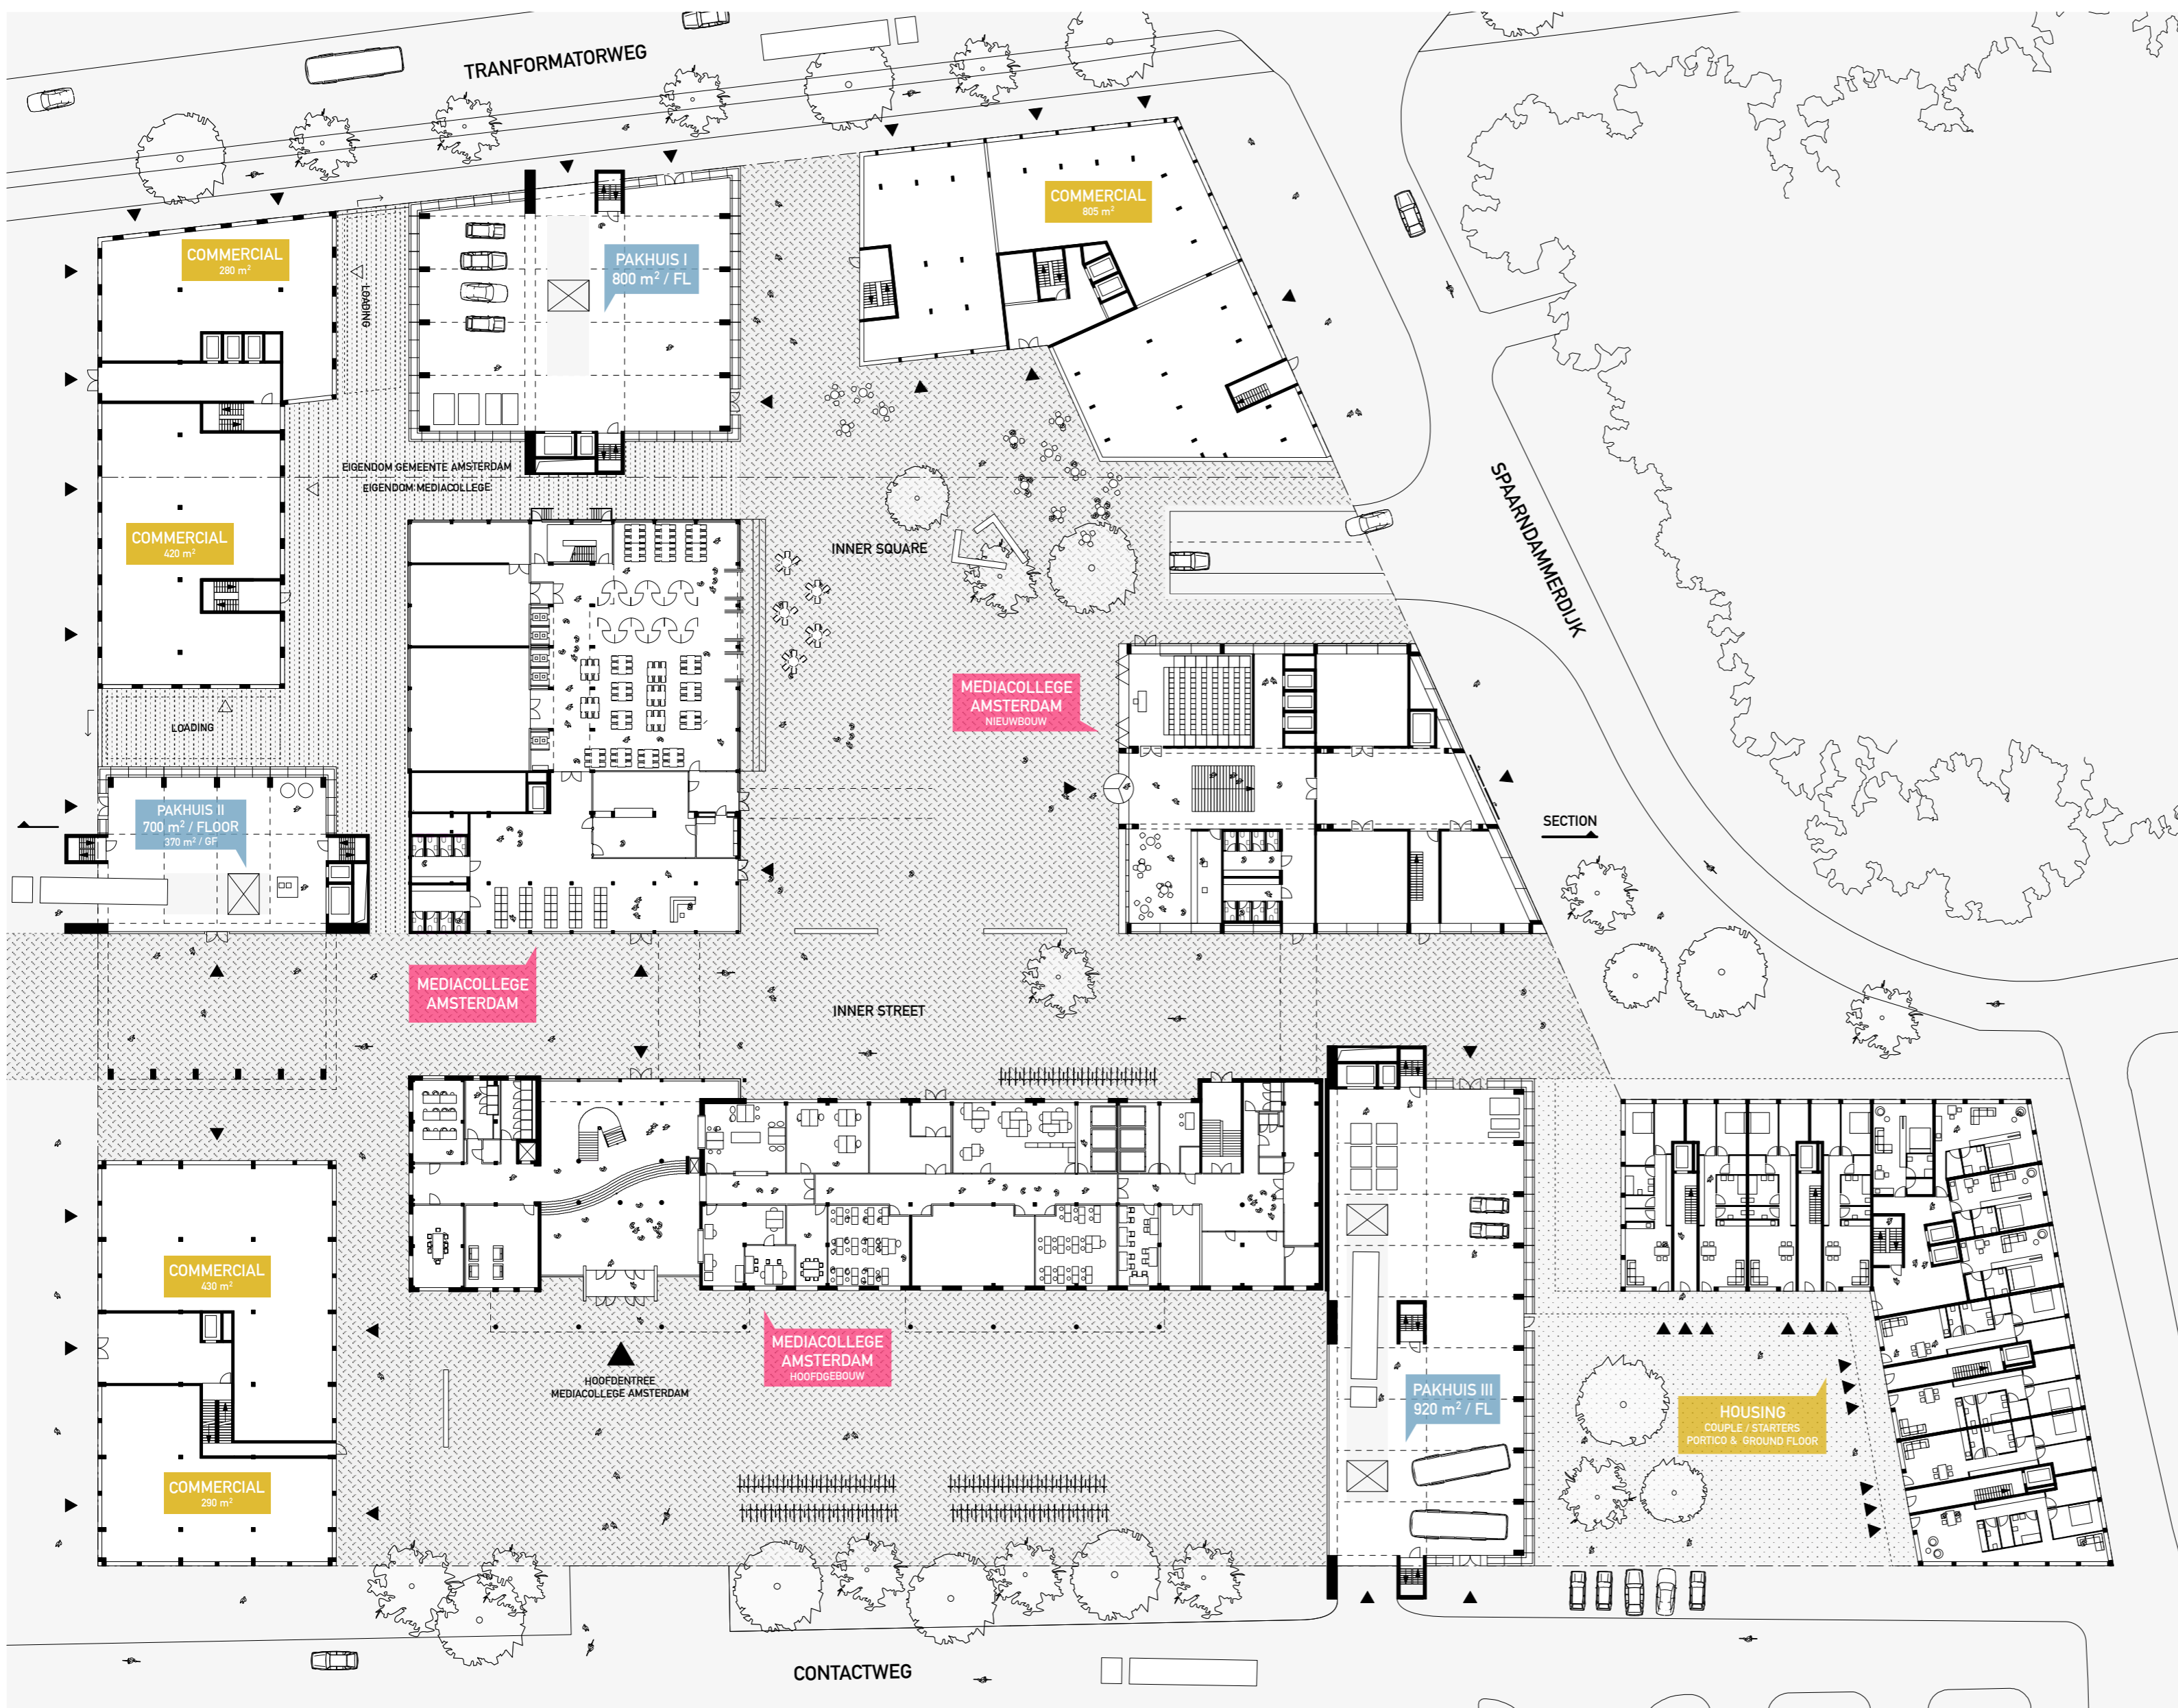 TRANFORMATORWEG
COMMERCIAL
805 m²
COMMERCIAL
280 m²
LOADING
PAKHUIS I
800 m² / FL
EIGENDOM GEMEENTE AMSTERDAM
EIGENDOM MEDIACOLLEGE
COMMERCIAL
420 m²
INNER SQUARE
SPAARNDAMMERDIJK
MEDIACOLLEGE
AMSTERDAM
NIEUWBOUW
LOADING
PAKHUIS II
700 m² / FLOOR
370 m² / GF
SECTION
MEDIACOLLEGE
AMSTERDAM
INNER STREET
COMMERCIAL
430 m²
MEDIACOLLEGE
AMSTERDAM
HOOFDGEBOUW
HOOFDENTREE
MEDIACOLLEGE AMSTERDAM
PAKHUIS III
920 m² / FL
HOUSING
COUPLE / STARTERS
PORTICO & GROUND FLOOR
COMMERCIAL
290 m²
CONTACTWEG